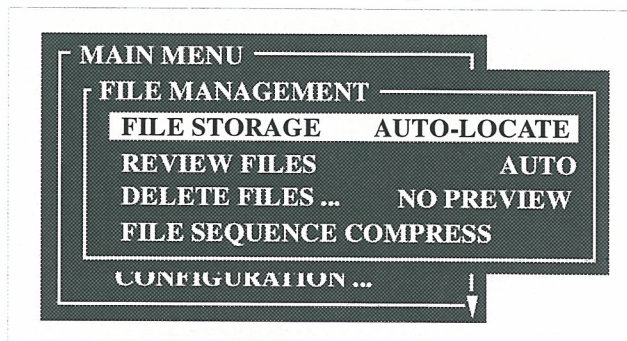 MAIN MENU
FILE MANAGEMENT
FILE STORAGE AUTO-LOCATE
REVIEW FILES AUTO
DELETE FILES ... NO PREVIEW
FILE SEQUENCE COMPRESS
CONFIGURATION ...